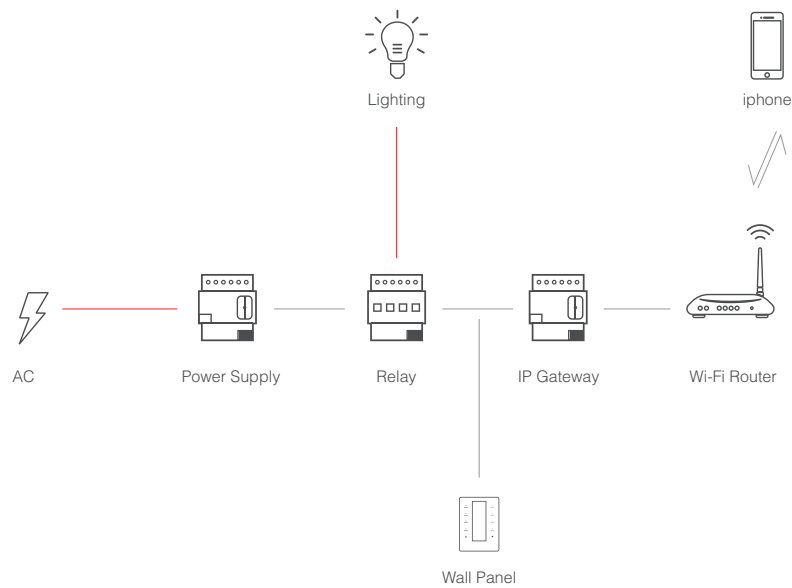 Lighting
iphone
AC
Power Supply
Relay
IP Gateway
Wi-Fi Router
Wall Panel